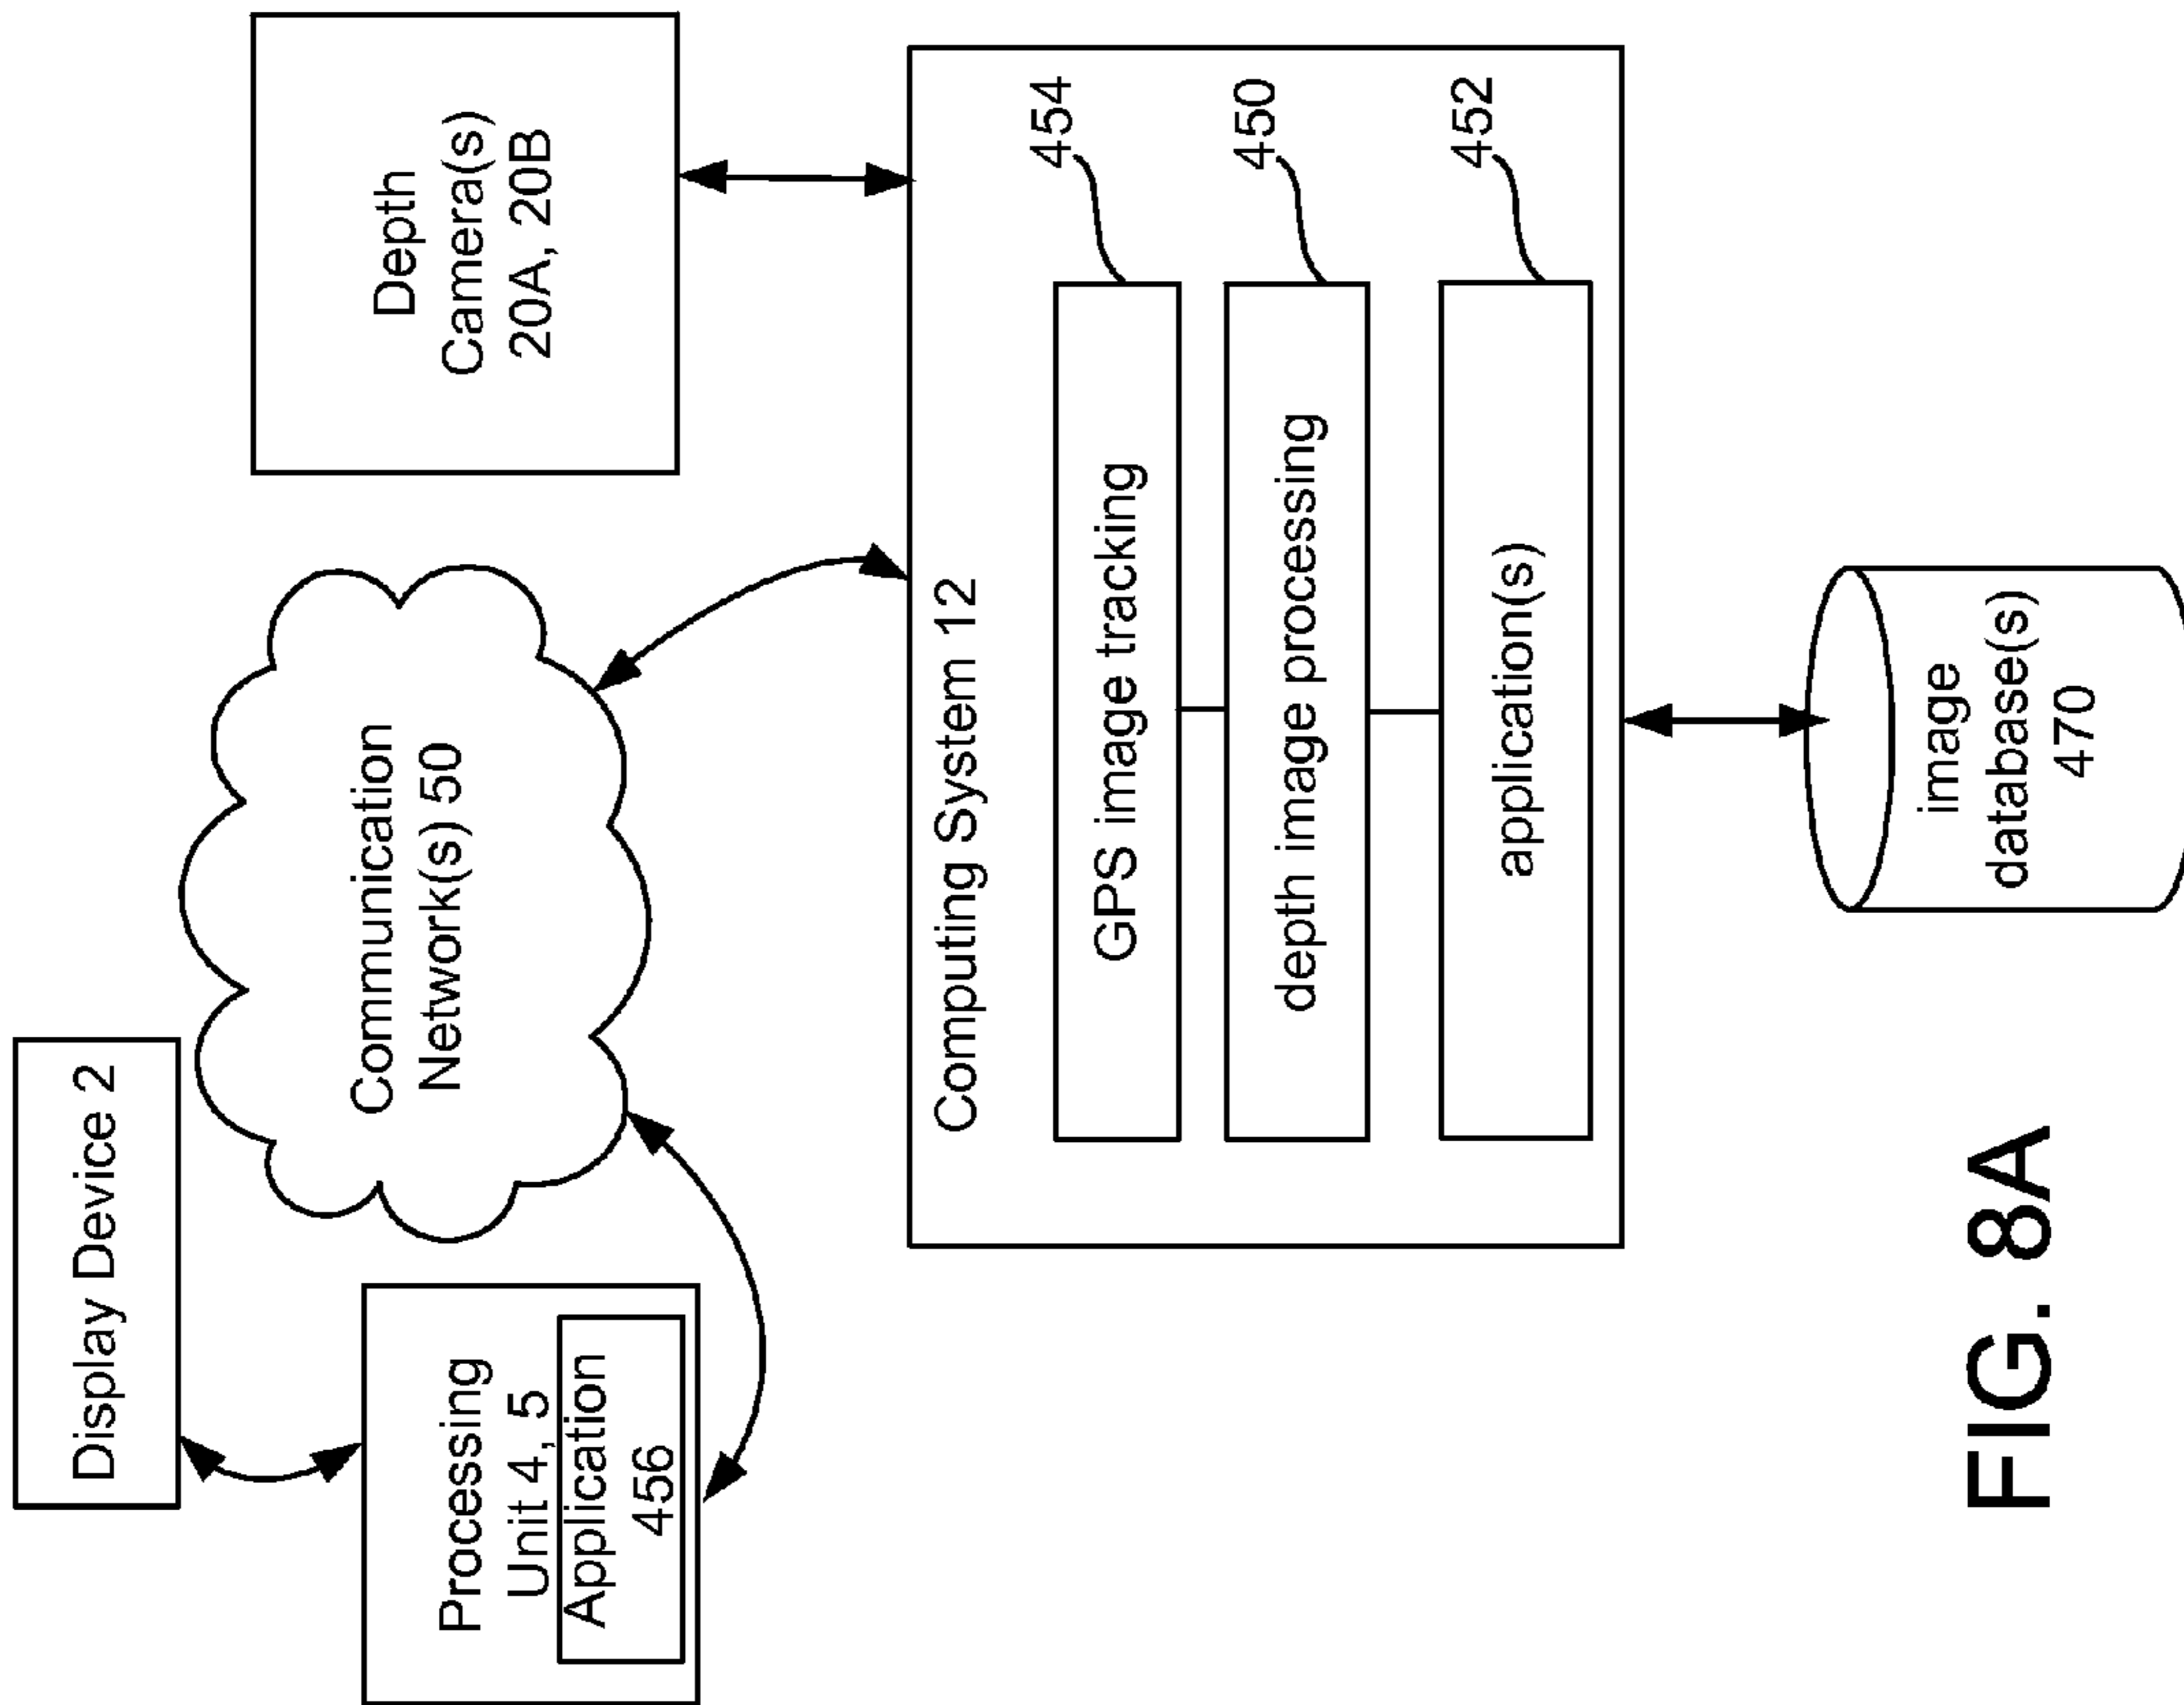 Display Device 2
Processing
Unit 4, 5
Application
456
Communication
Network(s) 50
Depth
Camera(s)
20A, 20B
Computing System 12
GPS image tracking
454
depth image processing
450
application(s)
452
image
database(s)
470
FIG. 8A